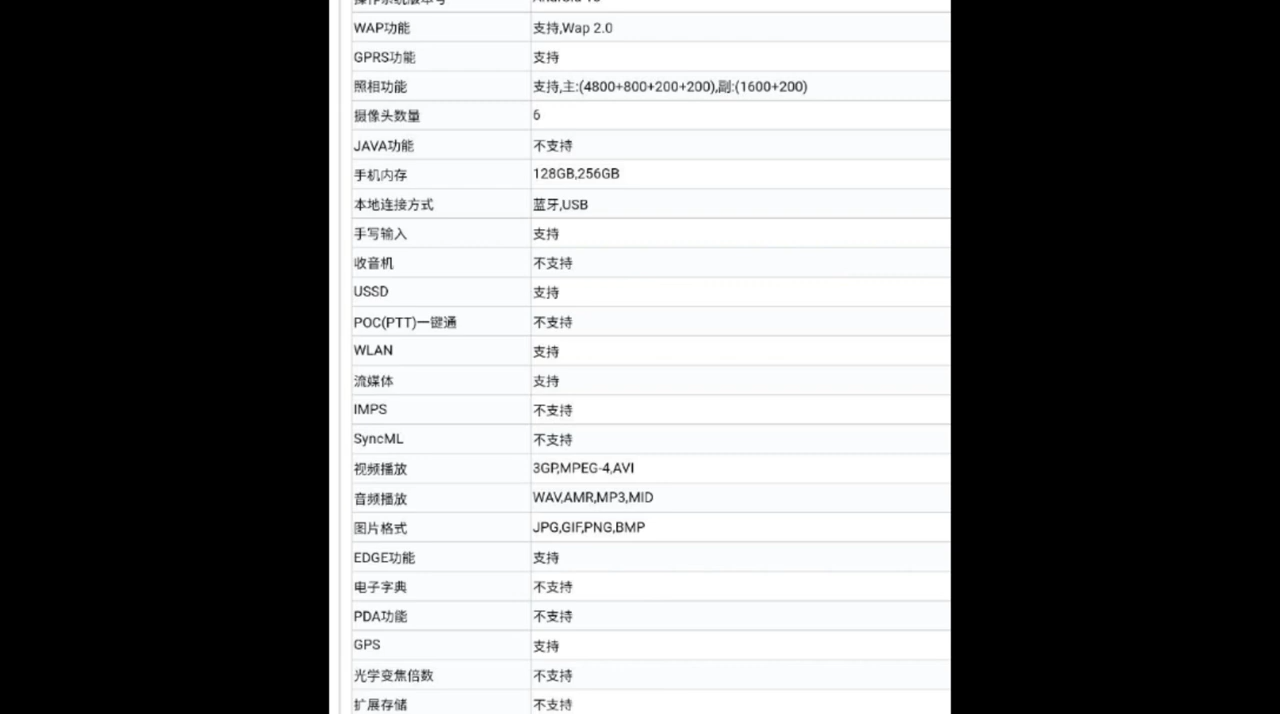 WAP功能 支持,Wap 2.0
GPRS功能 支持
照相功能 支持,主:(4800+800+200+200),副:(1600+200)
摄像头数量 6
JAVA功能 不支持
手机内存 128GB,256GB
本地连接方式 蓝牙,USB
手写输入 支持
收音机 不支持
USSD 支持
POC(PTT)一键通 不支持
WLAN 支持
流媒体 支持
IMPS 不支持
SyncML 不支持
视频播放 3GP,MPEG-4,AVI
音频播放 WAV,AMR,MP3,MID
图片格式 JPG,GIF,PNG,BMP
EDGE功能 支持
电子字典 不支持
PDA功能 不支持
GPS 支持
光学变焦倍数 不支持
扩展存储 不支持